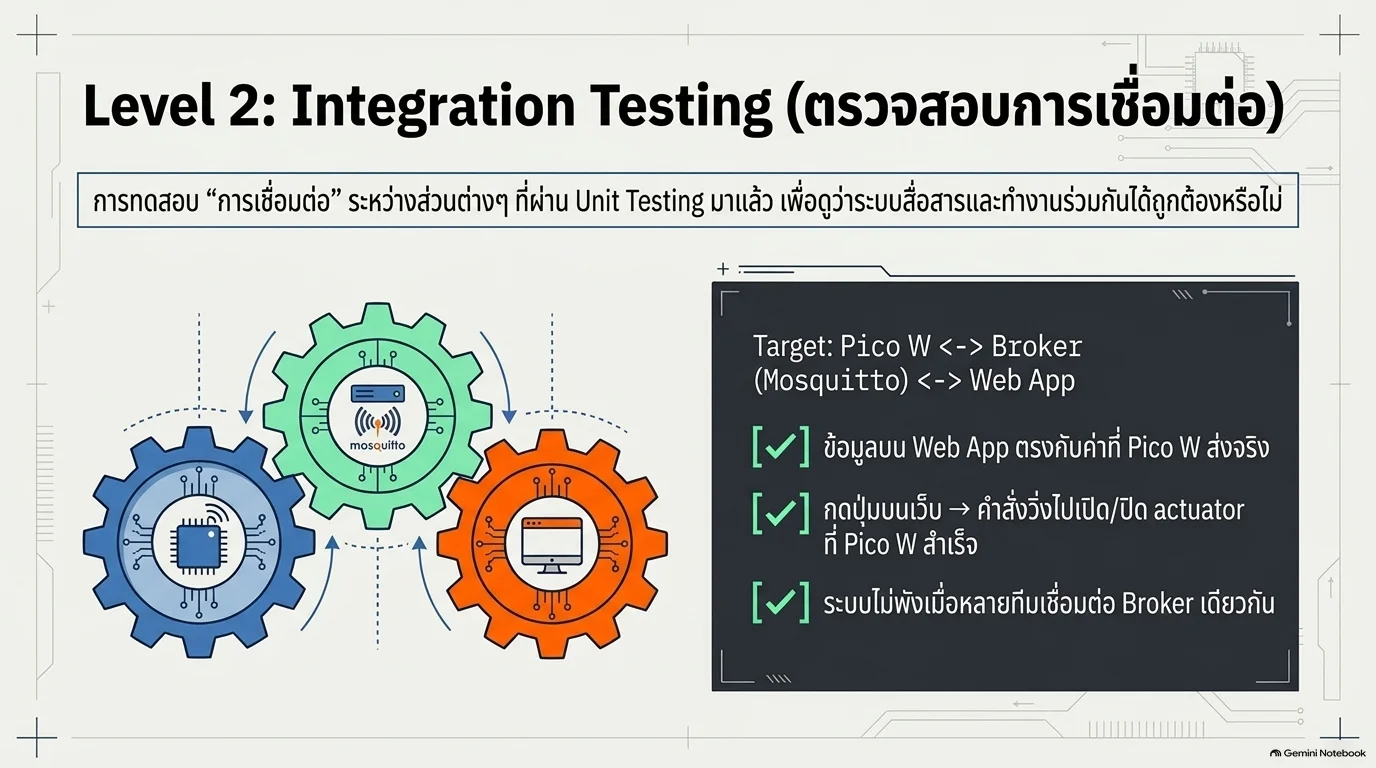 Level 2: Integration Testing (ตรวจสอบการเชื่อมต่อ)
การทดสอบ “การเชื่อมต่อ” ระหว่างส่วนต่างๆ ที่ผ่าน Unit Testing มาแล้ว เพื่อดูว่าระบบสื่อสารและทำงานร่วมกันได้ถูกต้องหรือไม่
mosquitto
Target: Pico W <-> Broker
(Mosquitto) <-> Web App
[✓] ข้อมูลบน Web App ตรงกับค่าที่ Pico W ส่งจริง
[✓] กดปุ่มบนเว็บ → คำสั่งวิ่งไปเปิด/ปิด actuator
ที่ Pico W สำเร็จ
[✓] ระบบไม่พังเมื่อหลายทีมเชื่อมต่อ Broker เดียวกัน
Gemini Notebook